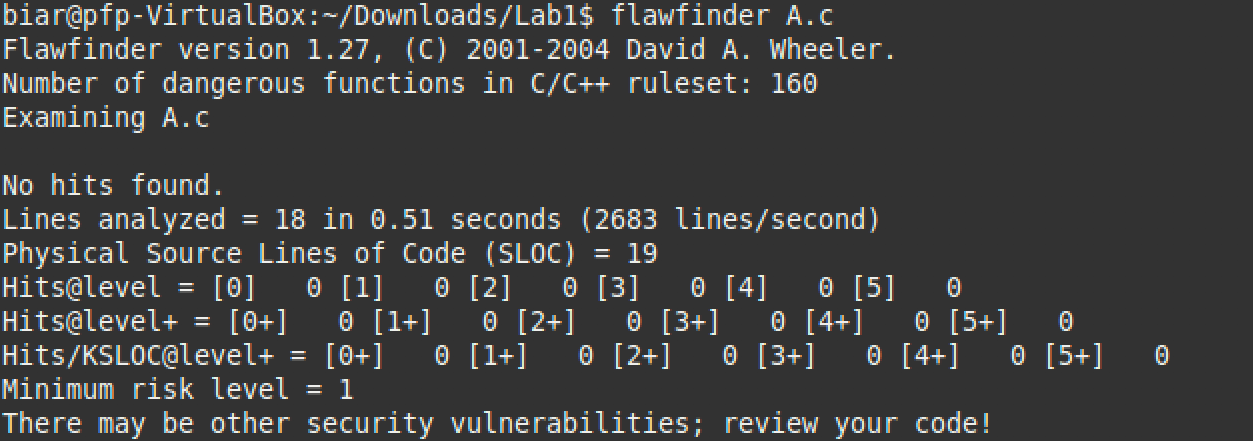 biar@pfp-VirtualBox:~/Downloads/Lab1$ flawfinder A.c
Flawfinder version 1.27, (C) 2001-2004 David A. Wheeler.
Number of dangerous functions in C/C++ ruleset: 160
Examining A.c
No hits found.
Lines analyzed = 18 in 0.51 seconds (2683 lines/second)
Physical Source Lines of Code (SLOC) = 19
Hits@level = [0]   0 [1]   0 [2]   0 [3]   0 [4]   0 [5]   0
Hits@level+ = [0+]   0 [1+]   0 [2+]   0 [3+]   0 [4+]   0 [5+]   0
Hits/KSLOC@level+ = [0+]   0 [1+]   0 [2+]   0 [3+]   0 [4+]   0 [5+]   0
Minimum risk level = 1
There may be other security vulnerabilities; review your code!